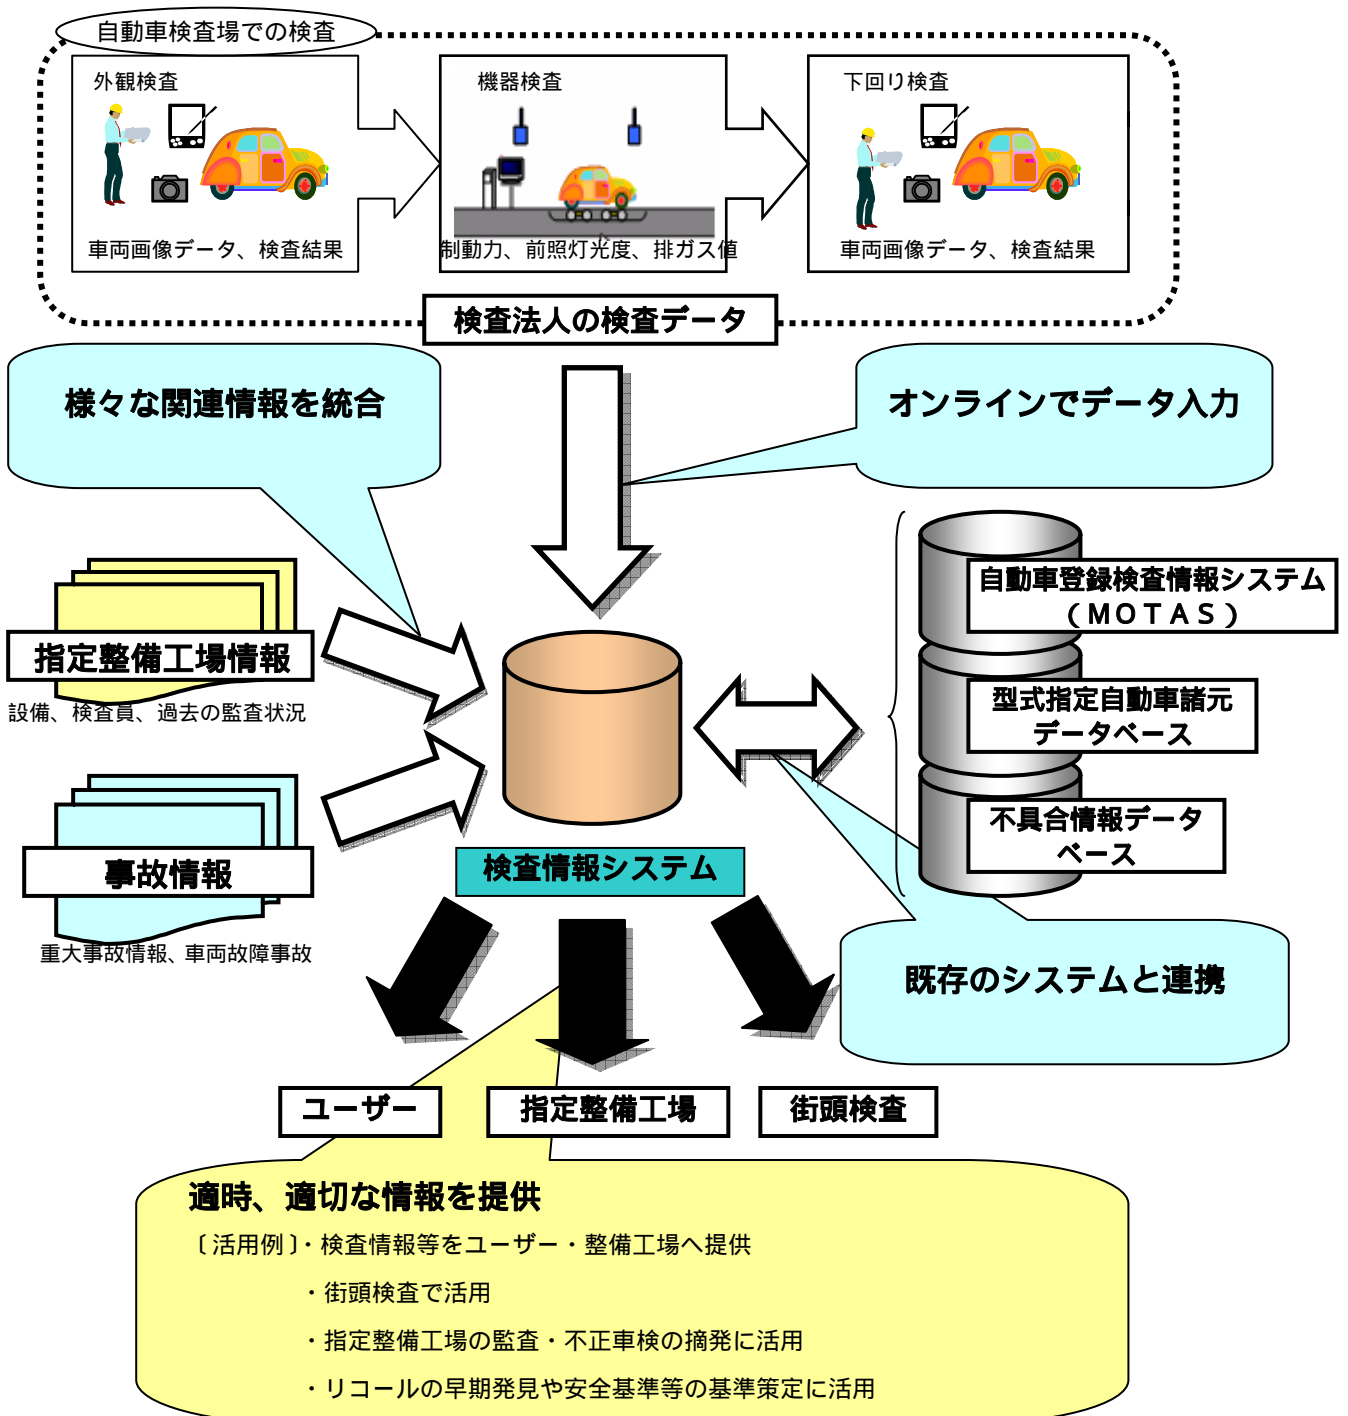 自動車検査場での検査
外観検査
機器検査
下回り検査
車両画像データ、検査結果
制動力、前照灯光度、排ガス値
車両画像データ、検査結果
検査法人の検査データ
様々な関連情報を統合
オンラインでデータ入力
自動車登録検査情報システム
（ＭＯＴＡＳ）
指定整備工場情報
設備、検査員、過去の監査状況
型式指定自動車諸元
データベース
不具合情報データ
ベース
事故情報
重大事故情報、車両故障事故
検査情報システム
既存のシステムと連携
ユーザー
指定整備工場
街頭検査
適時、適切な情報を提供
〔活用例〕・検査情報等をユーザー・整備工場へ提供
・街頭検査で活用
・指定整備工場の監査・不正車検の摘発に活用
・リコールの早期発見や安全基準等の基準策定に活用